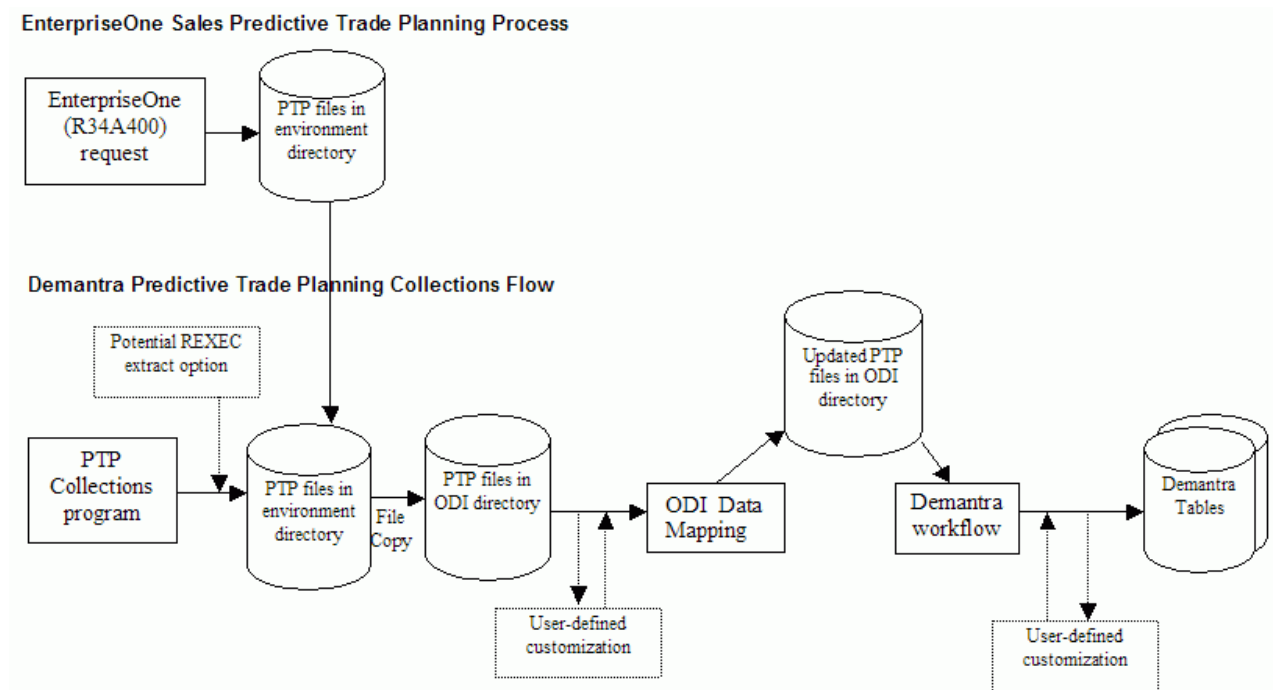 EnterpriseOne Sales Predictive Trade Planning Process
EnterpriseOne
(R34A400)
request
PTP files in
environment
directory
Demantra Predictive Trade Planning Collections Flow
Potential REXEC
extract option
PTP
Collections
program
PTP files in
environment
directory
File
Copy
PTP files in
ODI directory
User-defined
customization
ODI Data
Mapping
Updated PTP
files in ODI
directory
Demantra
workflow
User-defined
customization
Demantra
Tables